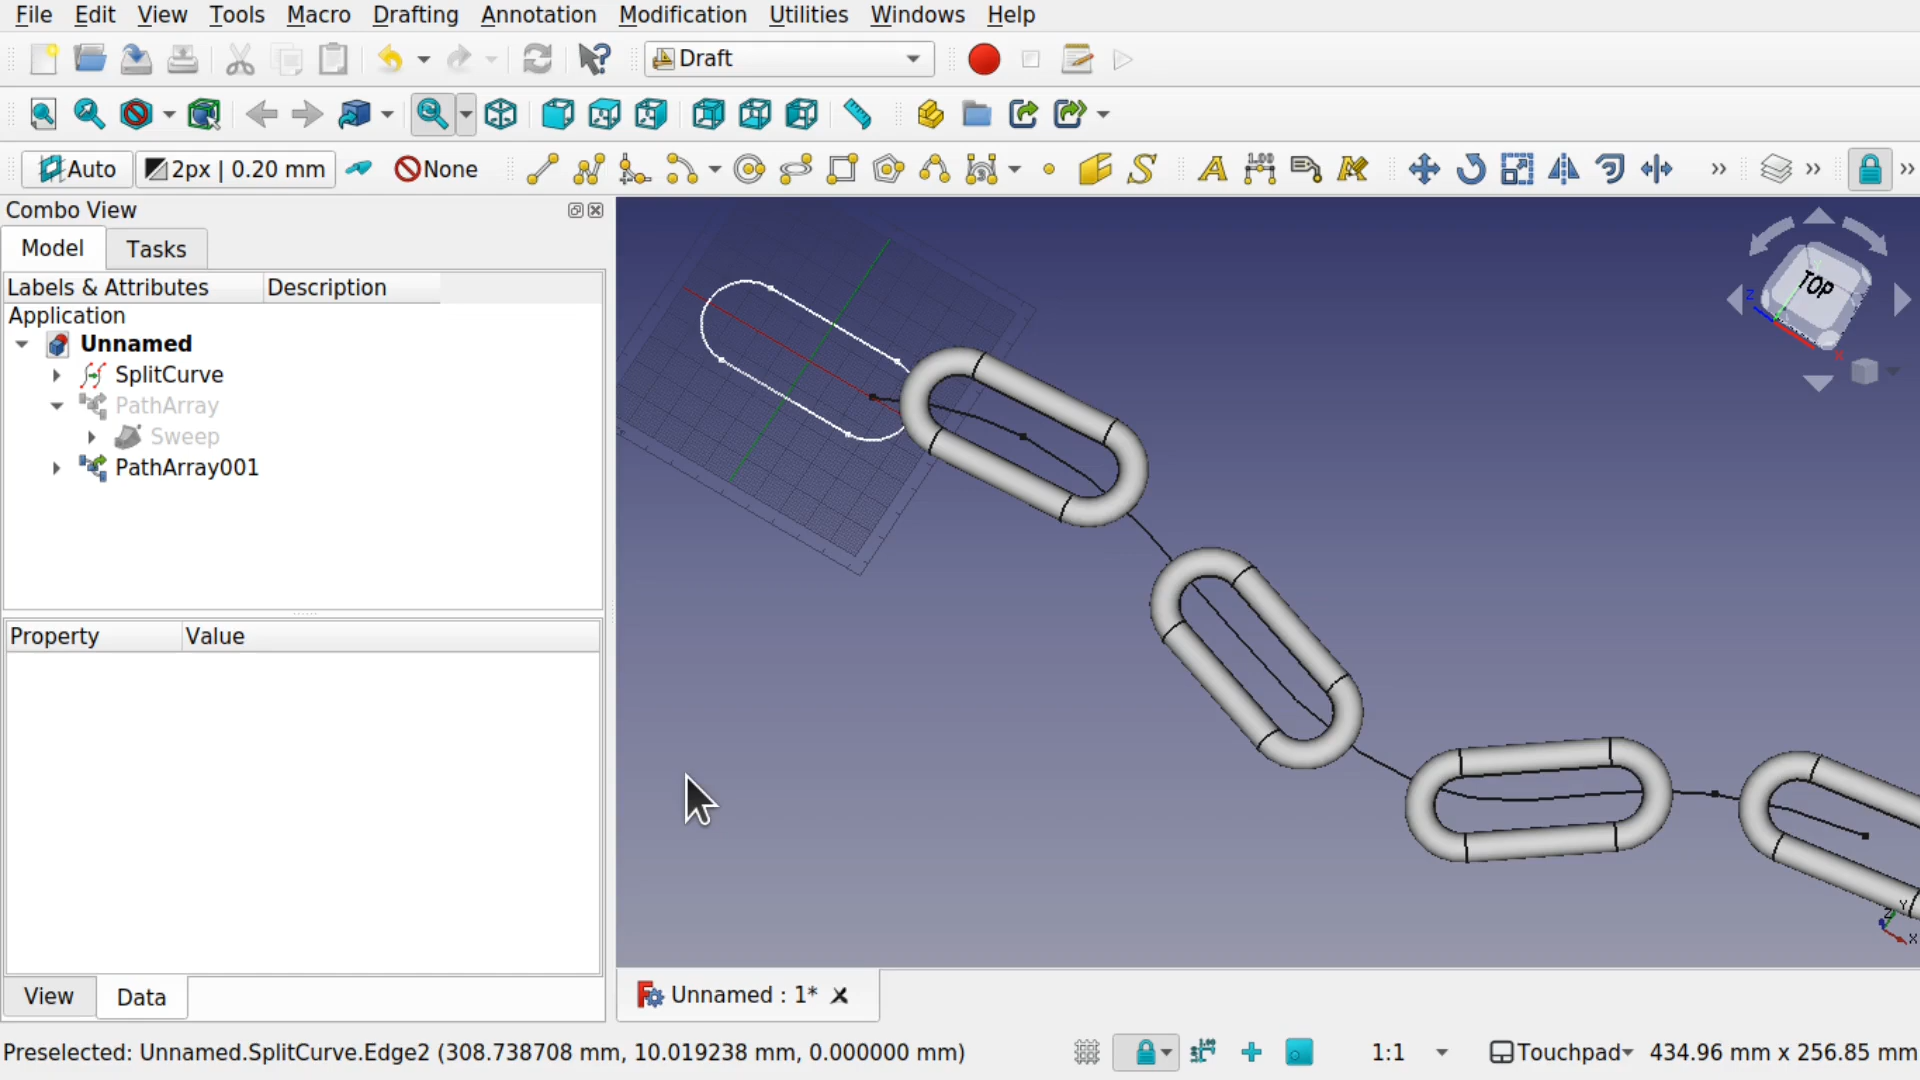 File Edit View Tools Macro Drafting Annotation Modification Utilities Windows Help
Draft
Auto 2px | 0.20 mm None
Combo View
Model Tasks
Labels & Attributes Description
Application
Unnamed
SplitCurve
PathArray
Sweep
PathArray001
TOP
Z
X
Property Value
Y
Z
X
View Data
Unnamed : 1*
Preselected: Unnamed.SplitCurve.Edge2 (308.738708 mm, 10.019238 mm, 0.000000 mm) 1:1 Touchpad 434.96 mm x 256.85 mm